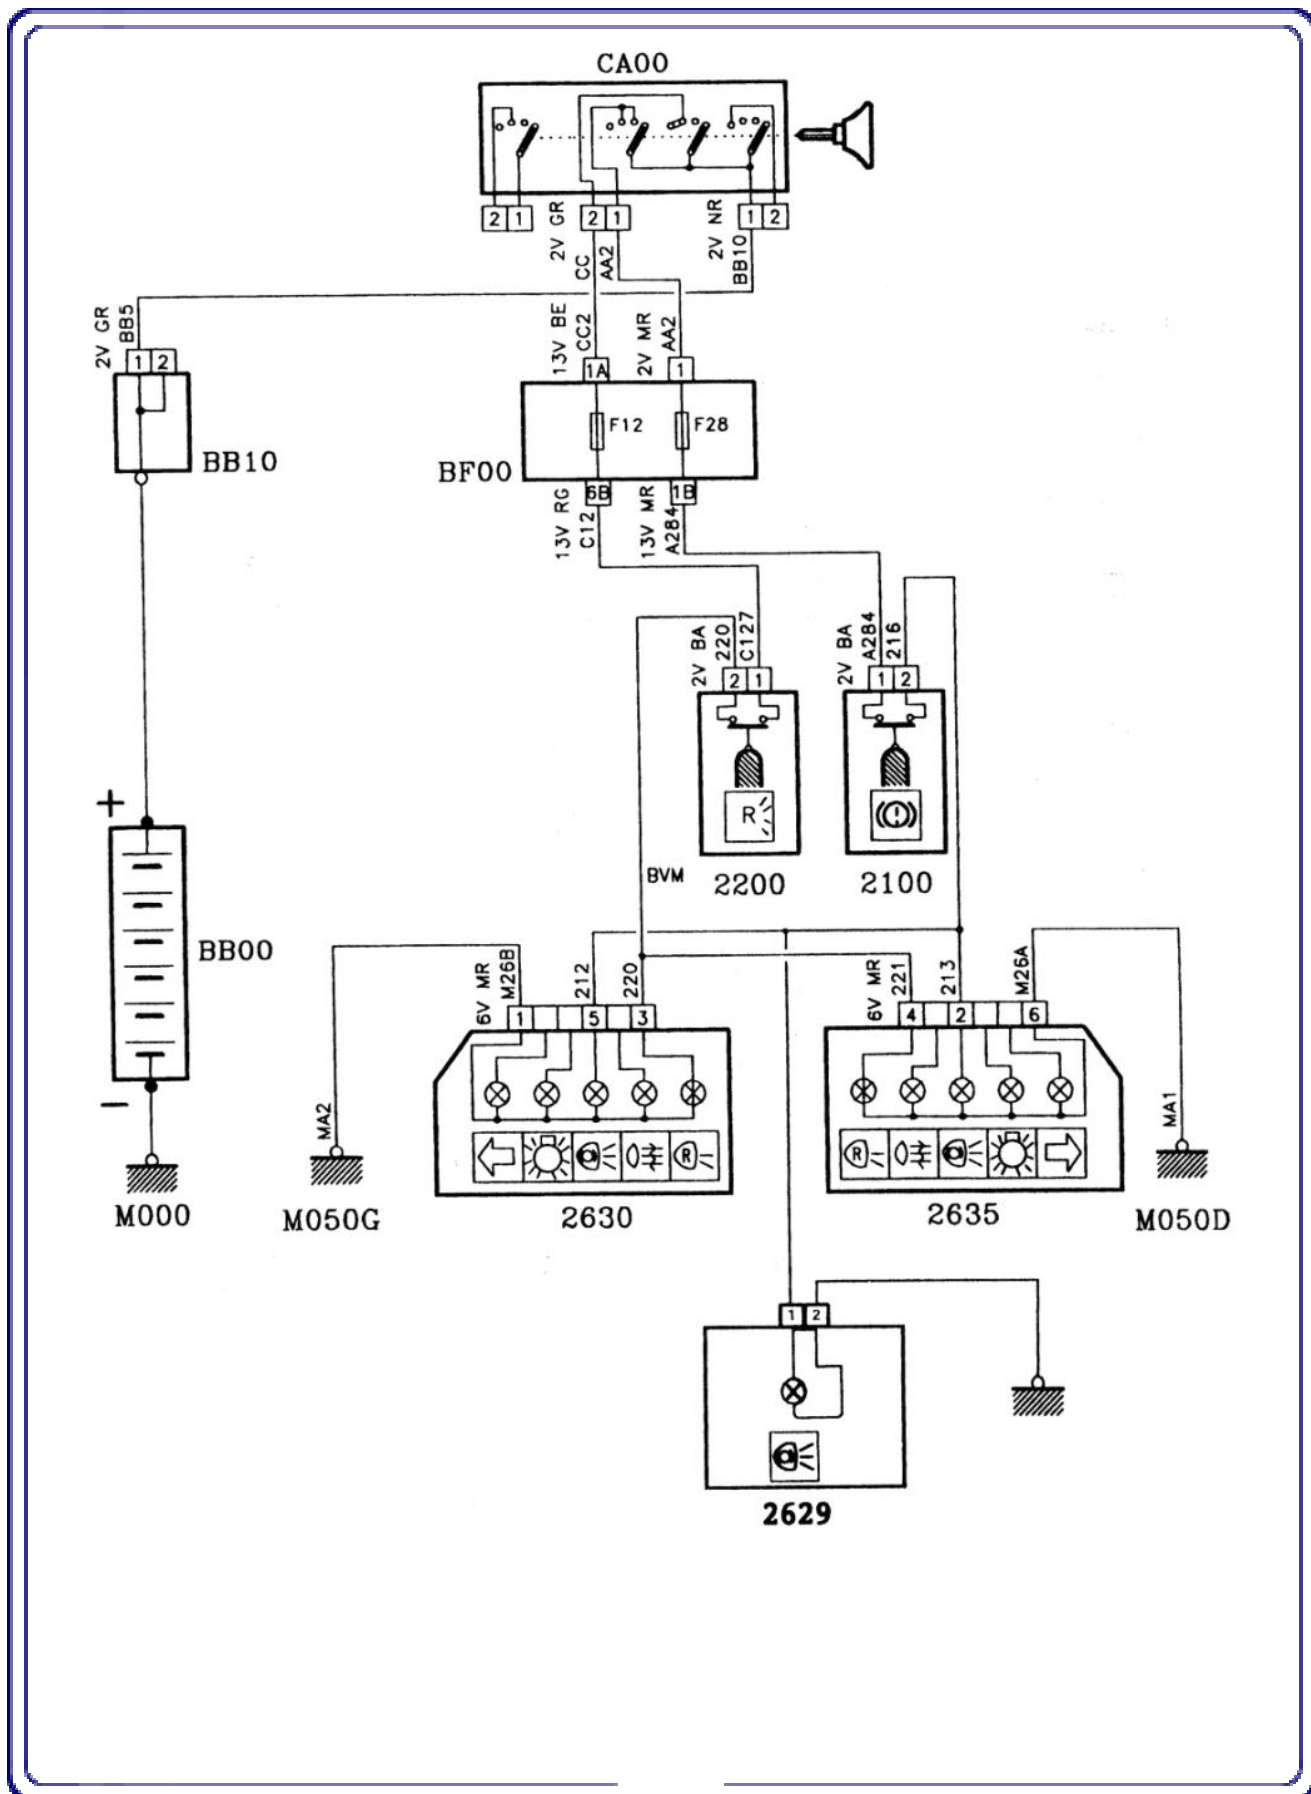 CA00
2 1
2V GR
2 1
2V NR
1 2
CC
AA2
BB10
2V GR
BB5
1 2
BB10
13V BE
CC2
2V MR
AA2
1A
1
F12
F28
BF00
6B
1B
13V RG
C12
13V MR
A284
2V BA
220
C127
2 1
2V BA
A284
216
1 2
R
BVM
2200
2100
+
BB00
−
M000
MA2
M050G
6V MR
M26B
212
220
1 5 3
R
2630
6V MR
221
213
M26A
4 2 6
R
2635
MA1
M050D
1 2
2629